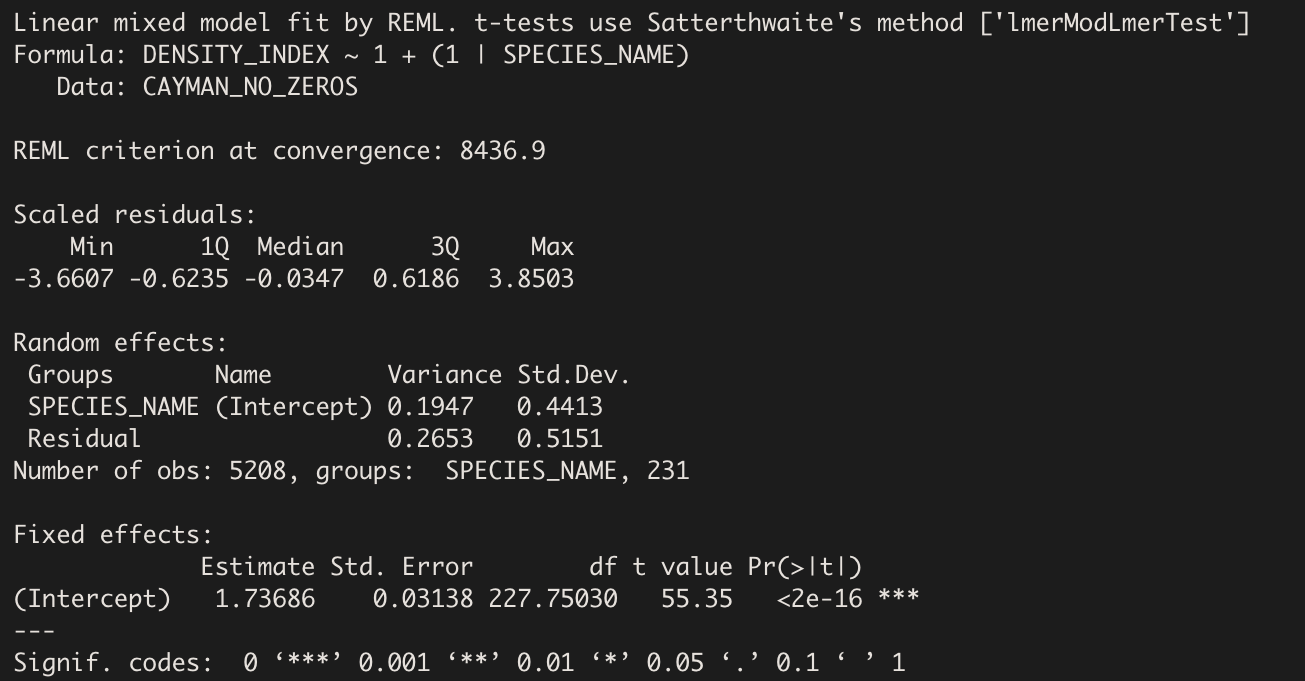 Linear mixed model fit by REML. t-tests use Satterthwaite's method ['lmerModLmerTest']
Formula: DENSITY_INDEX ~ 1 + (1 | SPECIES_NAME)
   Data: CAYMAN_NO_ZEROS

REML criterion at convergence: 8436.9

Scaled residuals:
    Min      1Q  Median      3Q     Max
-3.6607 -0.6235 -0.0347  0.6186  3.8503

Random effects:
 Groups       Name        Variance Std.Dev.
 SPECIES_NAME (Intercept) 0.1947   0.4413
 Residual                 0.2653   0.5151
Number of obs: 5208, groups:  SPECIES_NAME, 231

Fixed effects:
             Estimate Std. Error        df t value Pr(>|t|)
(Intercept)   1.73686    0.03138 227.75030   55.35   <2e-16 ***
---
Signif. codes:  0 ‘***’ 0.001 ‘**’ 0.01 ‘*’ 0.05 ‘.’ 0.1 ‘ ’ 1